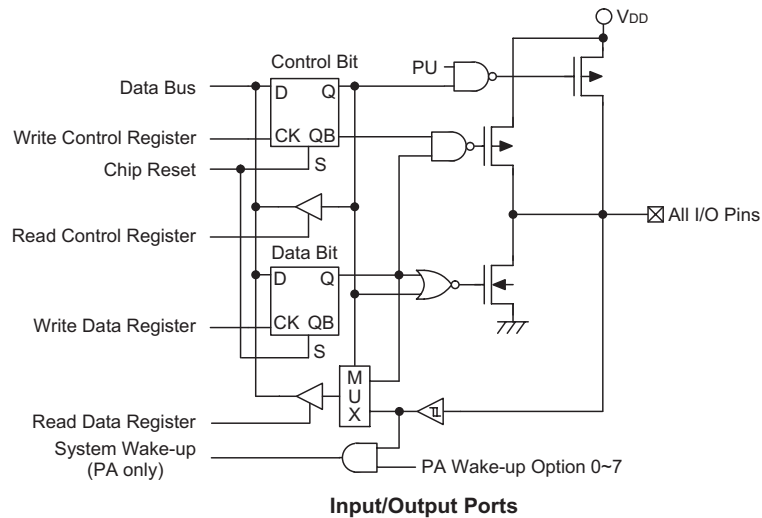 VDD
Control Bit
PU
Data Bus
D
Q
Write Control Register
CK QB
Chip Reset
S
All I/O Pins
Read Control Register
Data Bit
D
Q
Write Data Register
CK QB
S
M
U
X
Read Data Register
System Wake-up
(PA only)
PA Wake-up Option 0~7
Input/Output Ports